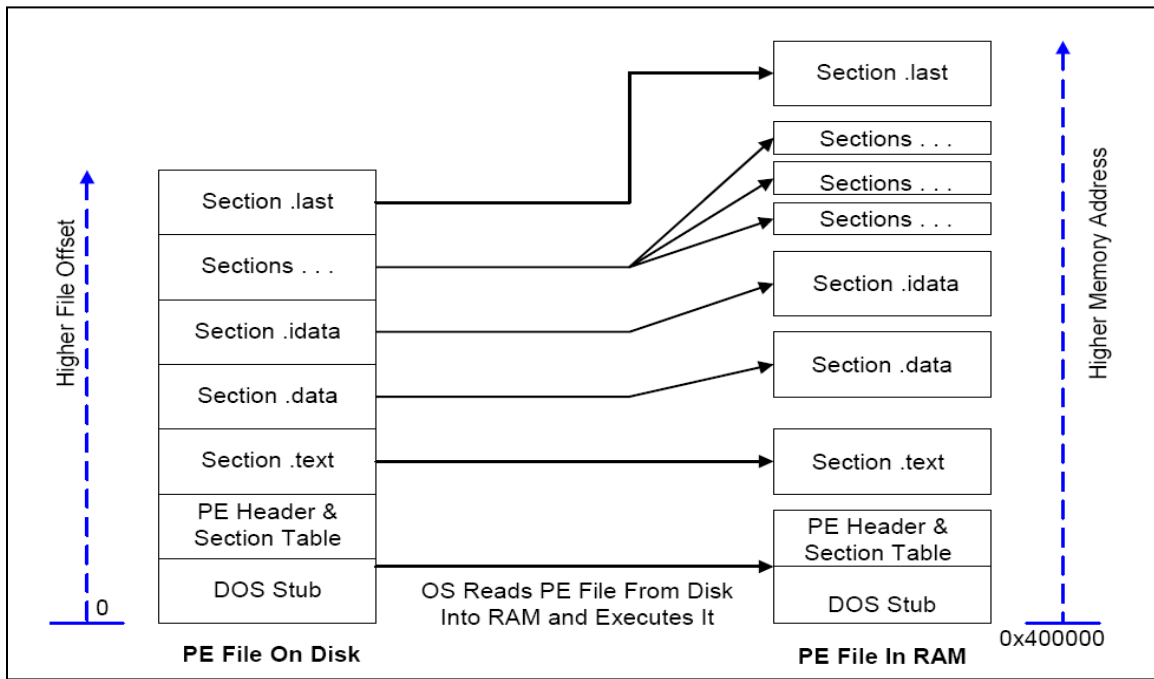 Higher File Offset
0
Section .last
Sections . . .
Section .idata
Section .data
Section .text
PE Header &
Section Table
DOS Stub
PE File On Disk
OS Reads PE File From Disk
Into RAM and Executes It
Section .last
Sections . . .
Sections . . .
Sections . . .
Section .idata
Section .data
Section .text
PE Header &
Section Table
DOS Stub
PE File In RAM
Higher Memory Address
0x400000